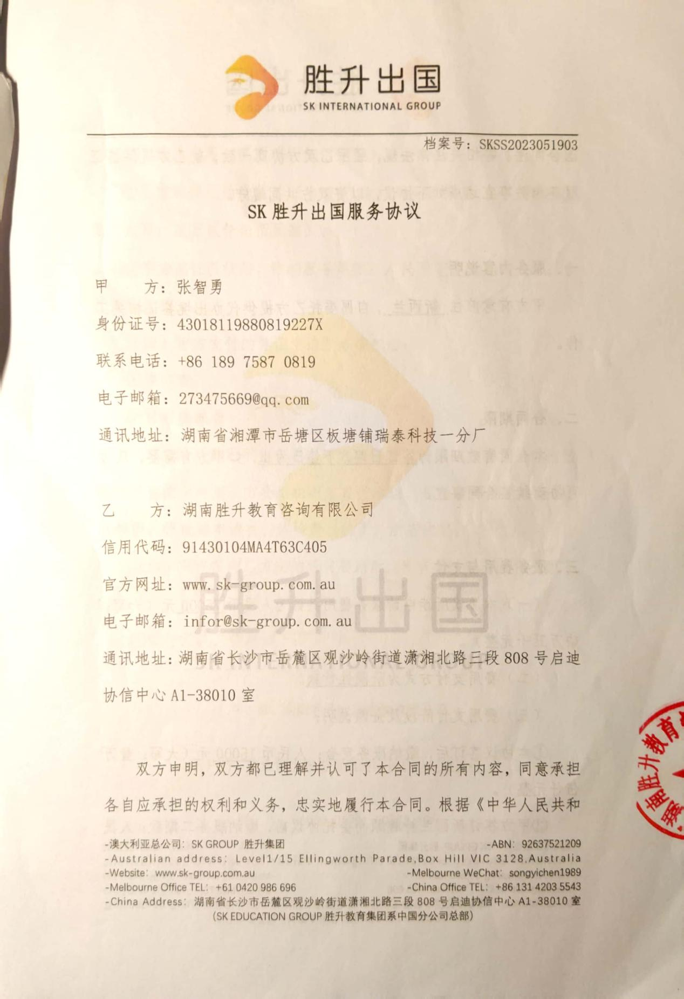 胜升出国
SK INTERNATIONAL GROUP
档案号：SKSS2023051903
SK 胜升出国服务协议
甲 方：张智勇
身份证号：43018119880819227X
联系电话：+86 189 7587 0819
电子邮箱：273475669@qq.com
通讯地址：湖南省湘潭市岳塘区板塘铺瑞泰科技一分厂
乙 方：湖南胜升教育咨询有限公司
信用代码：91430104MA4T63C405
官方网址：www.sk-group.com.au
电子邮箱：infor@sk-group.com.au
通讯地址：湖南省长沙市岳麓区观沙岭街道潇湘北路三段 808 号启迪
协信中心 A1-38010 室
胜升出国
SK INTERNATIONAL GROUP
双方申明，双方都已理解并认可了本合同的所有内容，同意承担
各自应承担的权利和义务，忠实地履行本合同。根据《中华人民共和
南胜升教育
-澳大利亚总公司：SK GROUP 胜升集团 -ABN：92637521209
-Australian address：Level1/15 Ellingworth Parade,Box Hill VIC 3128,Australia
-Website：www.sk-group.com.au -Melbourne WeChat：songyichen1989
-Melbourne Office TEL：+61 0420 986 696 -China Office TEL：+86 131 4203 5543
-China Address：湖南省长沙市岳麓区观沙岭街道潇湘北路三段 808 号启迪协信中心 A1-38010 室
（SK EDUCATION GROUP 胜升教育集团系中国分公司总部）